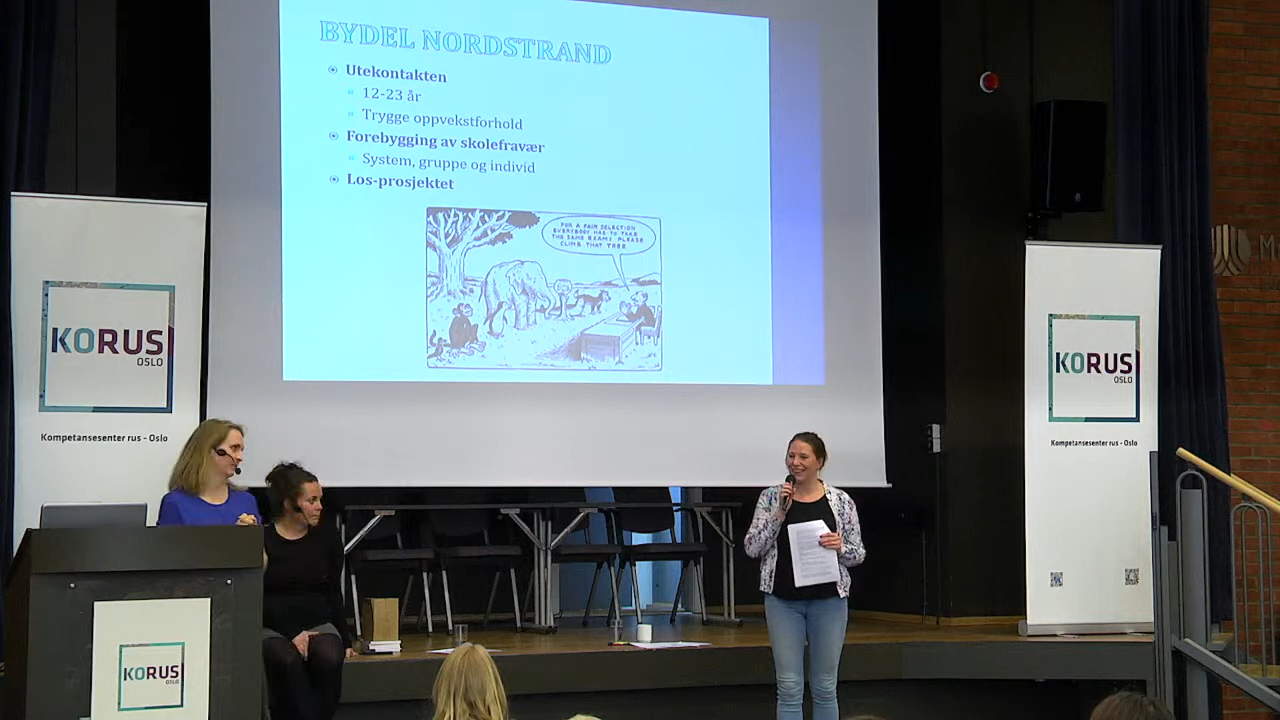 BYDEL NORDSTRAND
Utekontakten
12-23 år
Trygge oppvekstforhold
Forebygging av skolefravær
System, gruppe og individ
Los-prosjektet
FOR A FAIR SELECTION
EVERYBODY HAS TO TAKE
THE SAME EXAM: PLEASE
CLIMB THAT TREE
KORUS
OSLO
Kompetansesenter rus - Oslo
KORUS
OSLO
Kompetansesenter rus - Oslo
KORUS
OSLO